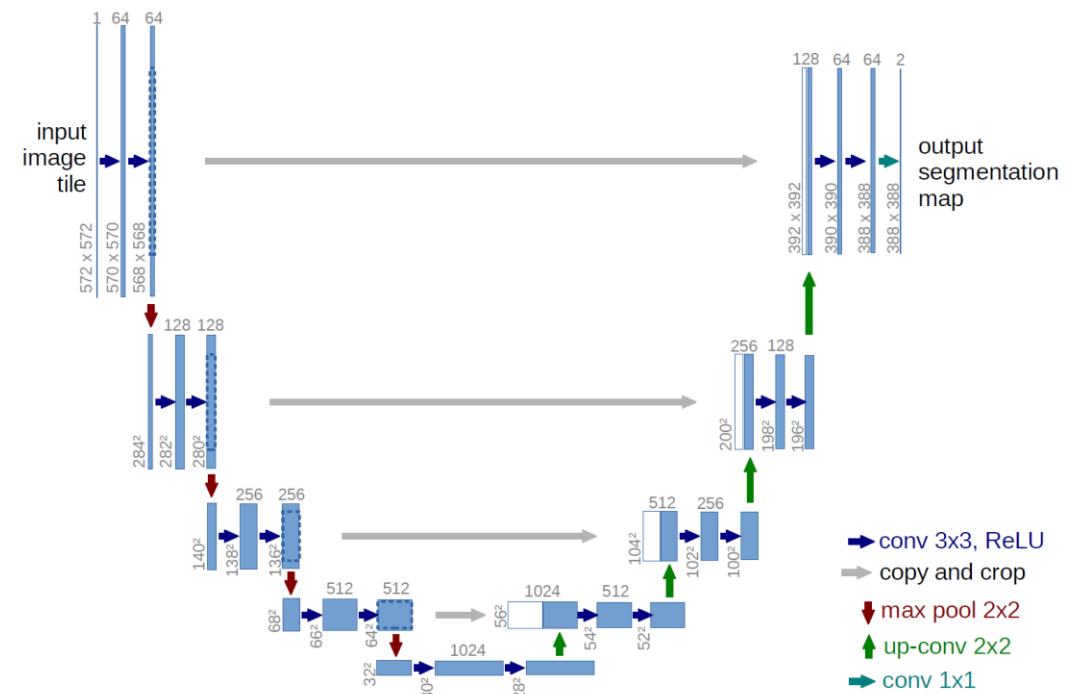 1 64 64
input
image
tile
572 x 572
570 x 570
568 x 568
128 64 64 2
output
segmentation
map
392 x 392
390 x 390
388 x 388
388 x 388
128 128
284²
282²
280²
256 128
200²
198²
196²
256 256
140²
138²
136²
512 256
104²
102²
100²
512 512
68²
66²
64²
1024 512
56²
54²
52²
1024
32²
conv 3x3, ReLU
copy and crop
max pool 2x2
up-conv 2x2
conv 1x1